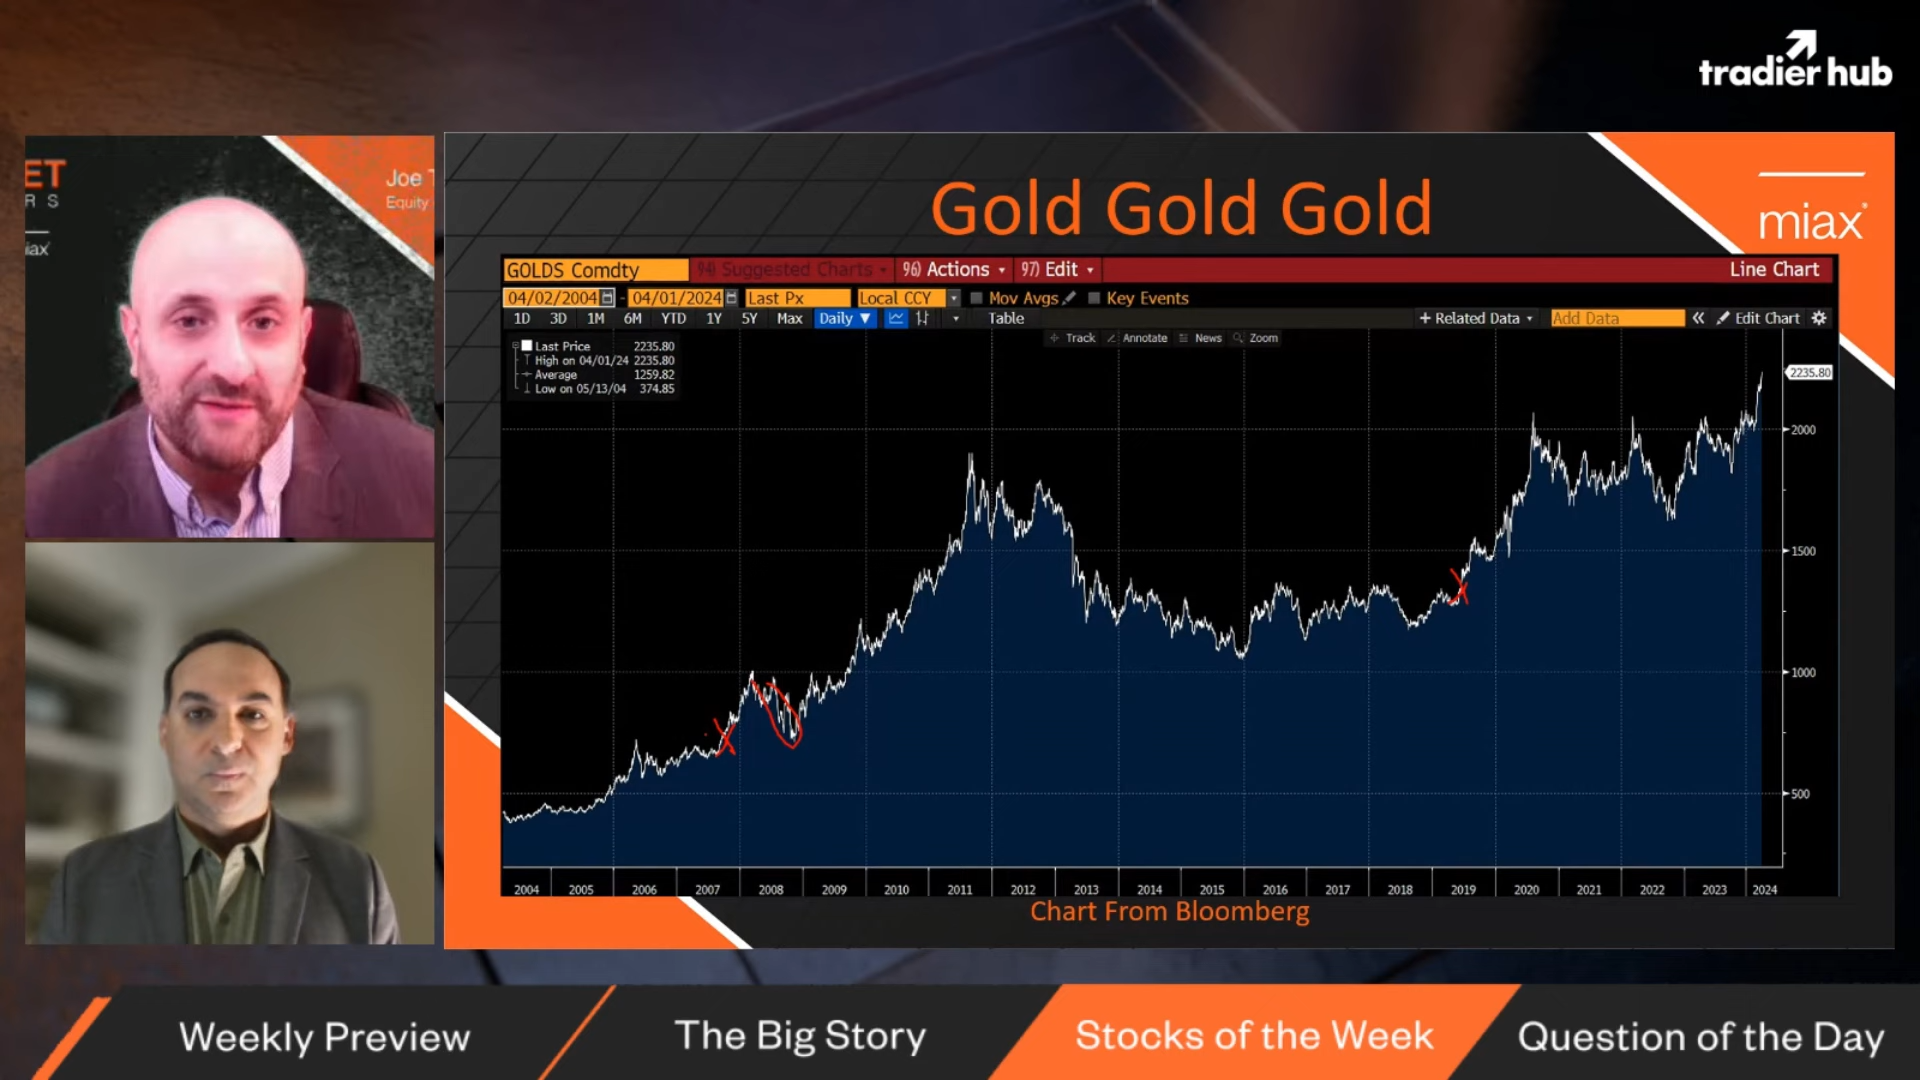 tradier hub
ET
R S
iax
Joe
Equity
Gold Gold Gold
miax
GOLDS Comdty
94) Suggested Charts
96) Actions
97) Edit
Line Chart
04/02/2004 - 04/01/2024
Last Px
Local CCY
Mov Avgs
Key Events
1D 3D 1M 6M YTD 1Y 5Y Max Daily ▼
Table
+ Related Data
Add Data
« Edit Chart
Track Annotate News Zoom
Last Price 2235.80
High on 04/01/24 2235.80
Average 1259.82
Low on 05/13/04 374.85
2235.80
2000
1500
1000
500
2004 2005 2006 2007 2008 2009 2010 2011 2012 2013 2014 2015 2016 2017 2018 2019 2020 2021 2022 2023 2024
Chart From Bloomberg
Weekly Preview
The Big Story
Stocks of the Week
Question of the Day